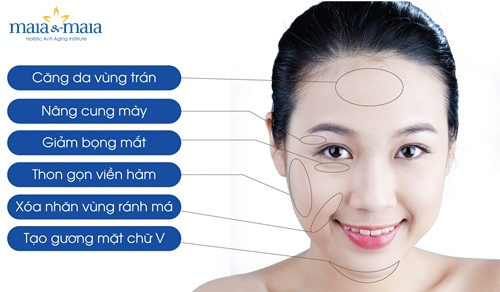 maia&maia
Holistic Anti Aging Institute
Căng da vùng trán
Nâng cung mày
Giảm bọng mắt
Thon gọn viền hàm
Xóa nhăn vùng ránh má
Tạo gương mặt chữ V